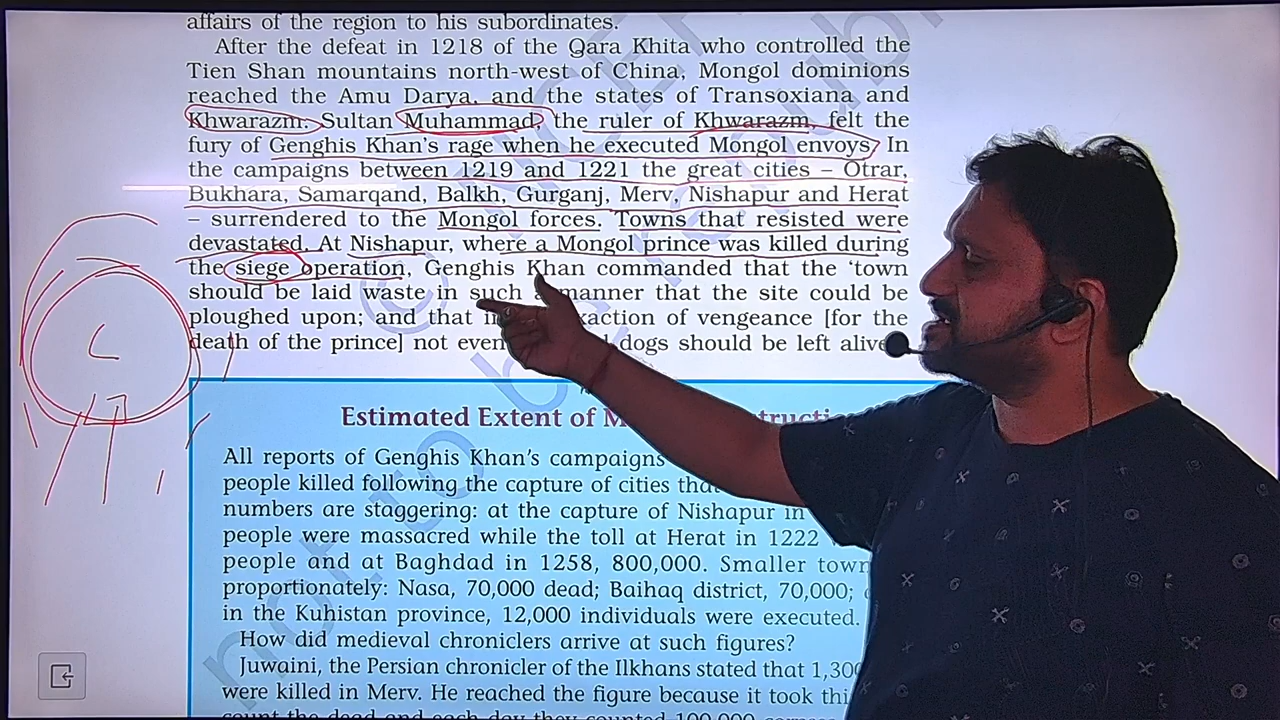 affairs of the region to his subordinates.
After the defeat in 1218 of the Qara Khita who controlled the
Tien Shan mountains north-west of China, Mongol dominions
reached the Amu Darya, and the states of Transoxiana and
Khwarazm. Sultan Muhammad, the ruler of Khwarazm, felt the
fury of Genghis Khan's rage when he executed Mongol envoys. In
the campaigns between 1219 and 1221 the great cities – Otrar,
Bukhara, Samarqand, Balkh, Gurganj, Merv, Nishapur and Herat
– surrendered to the Mongol forces. Towns that resisted were
devastated. At Nishapur, where a Mongol prince was killed during
the siege operation, Genghis Khan commanded that the 'town
should be laid waste in such a manner that the site could be
ploughed upon; and that in exaction of vengeance [for the
death of the prince] not even dogs should be left alive
Estimated Extent of
All reports of Genghis Khan's campaigns
people killed following the capture of cities
numbers are staggering: at the capture of Nishapur in
people were massacred while the toll at Herat in 1222
people and at Baghdad in 1258, 800,000. Smaller
proportionately: Nasa, 70,000 dead; Baihaq district, 70,000;
in the Kuhistan province, 12,000 individuals were executed.
How did medieval chroniclers arrive at such figures?
Juwaini, the Persian chronicler of the Ilkhans stated that
were killed in Merv. He reached the figure because it took
count the dead and each day they counted 100,000